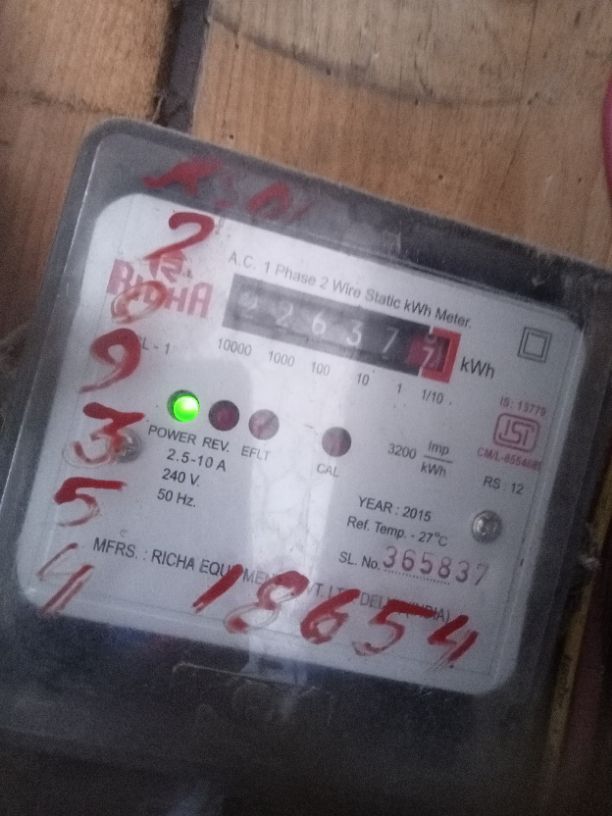 A.C. 1 Phase 2 Wire Static kWh Meter.
RICHA
2 2 6 3 7 7 kWh
10000 1000 100 10 1 1/10
POWER REV. EFLT
CAL
3200 Imp/kWh
2.5-10 A
240 V.
50 Hz.
IS: 13779
ISI
RS : 12
YEAR : 2015
Ref. Temp. - 27°C
SL. No. 365837
MFRS. : RICHA
2
0
9
3
5
4
18654